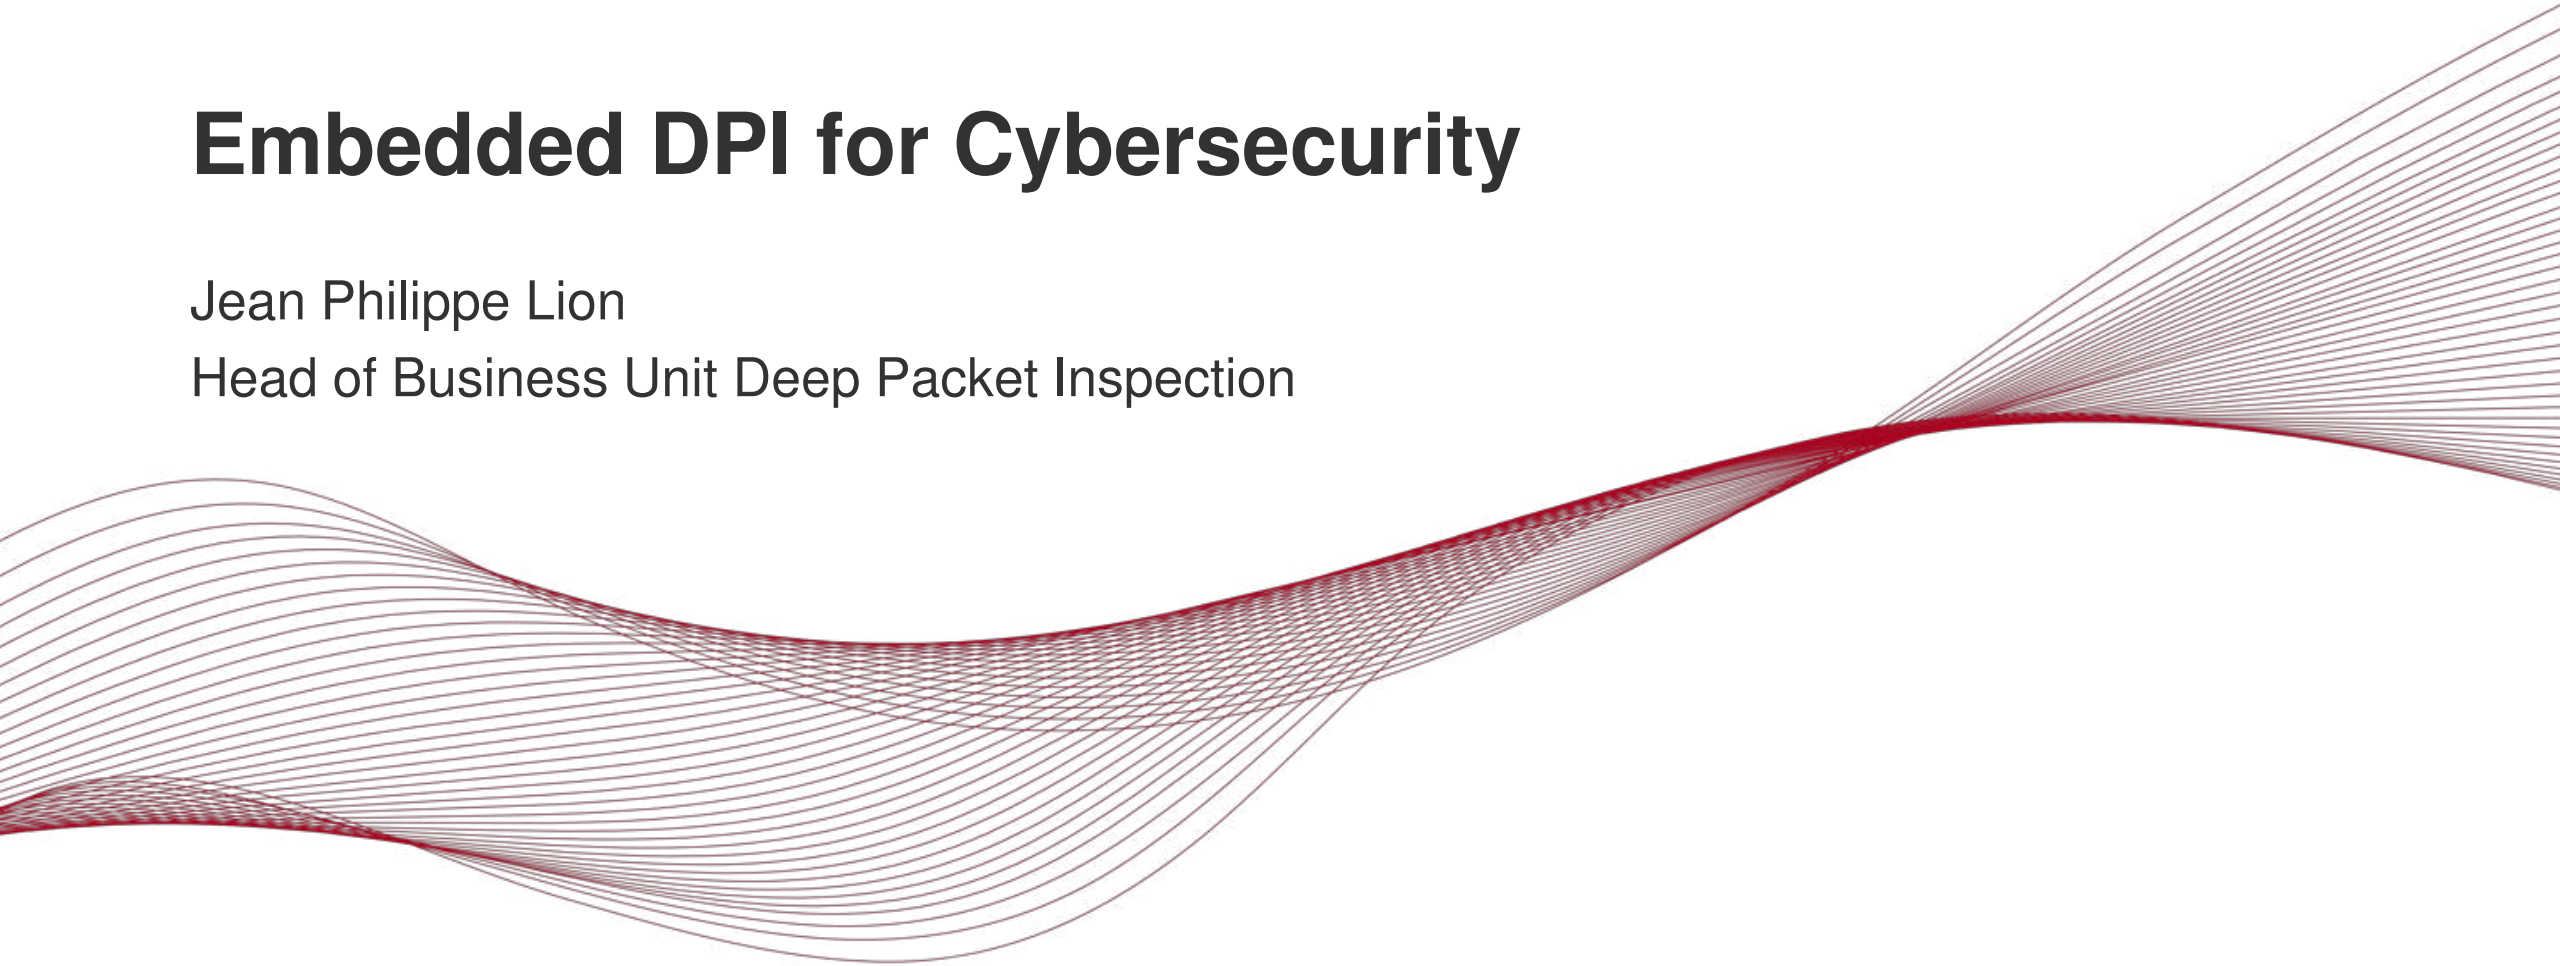 Embedded DPI for Cybersecurity
Jean Philippe Lion
Head of Business Unit Deep Packet Inspection